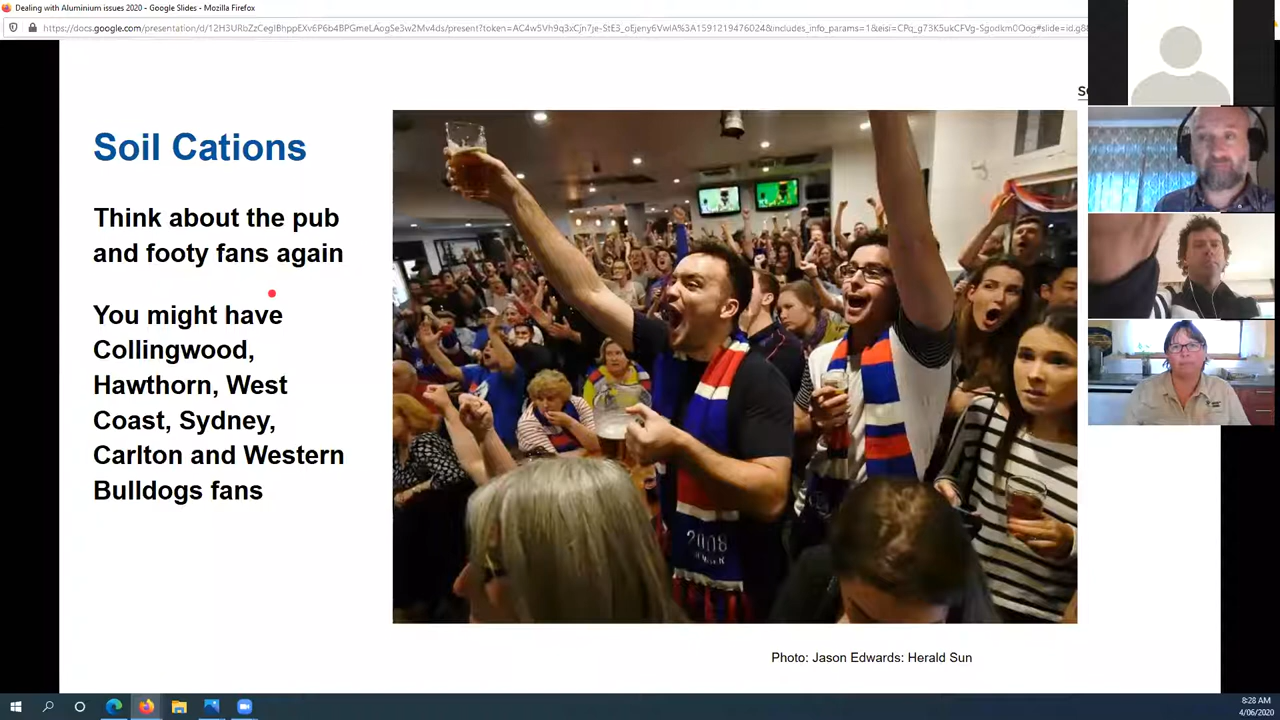 Dealing with Aluminium issues 2020 - Google Slides - Mozilla Firefox
Soil Cations
Think about the pub
and footy fans again
You might have
Collingwood,
Hawthorn, West
Coast, Sydney,
Carlton and Western
Bulldogs fans
2008
Photo: Jason Edwards: Herald Sun
8:28 AM
4/06/2020